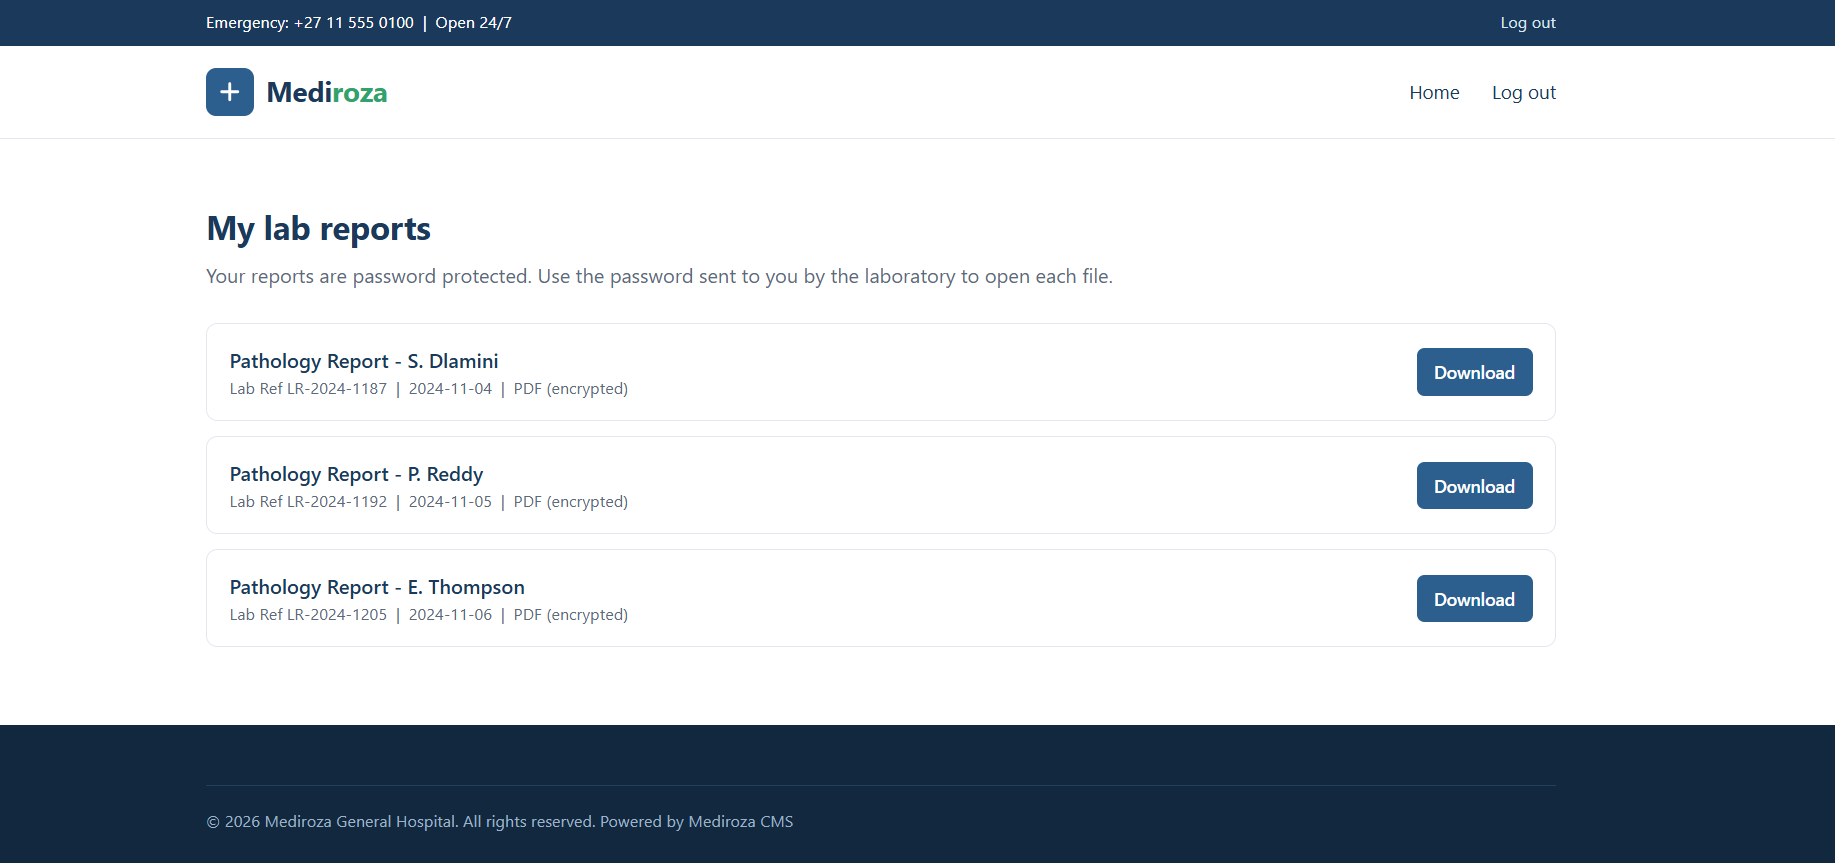 Emergency: +27 11 555 0100 | Open 24/7
Log out
Mediroza
Home
Log out
My lab reports
Your reports are password protected. Use the password sent to you by the laboratory to open each file.
Pathology Report - S. Dlamini
Lab Ref LR-2024-1187 | 2024-11-04 | PDF (encrypted)
Download
Pathology Report - P. Reddy
Lab Ref LR-2024-1192 | 2024-11-05 | PDF (encrypted)
Download
Pathology Report - E. Thompson
Lab Ref LR-2024-1205 | 2024-11-06 | PDF (encrypted)
Download
© 2026 Mediroza General Hospital. All rights reserved. Powered by Mediroza CMS